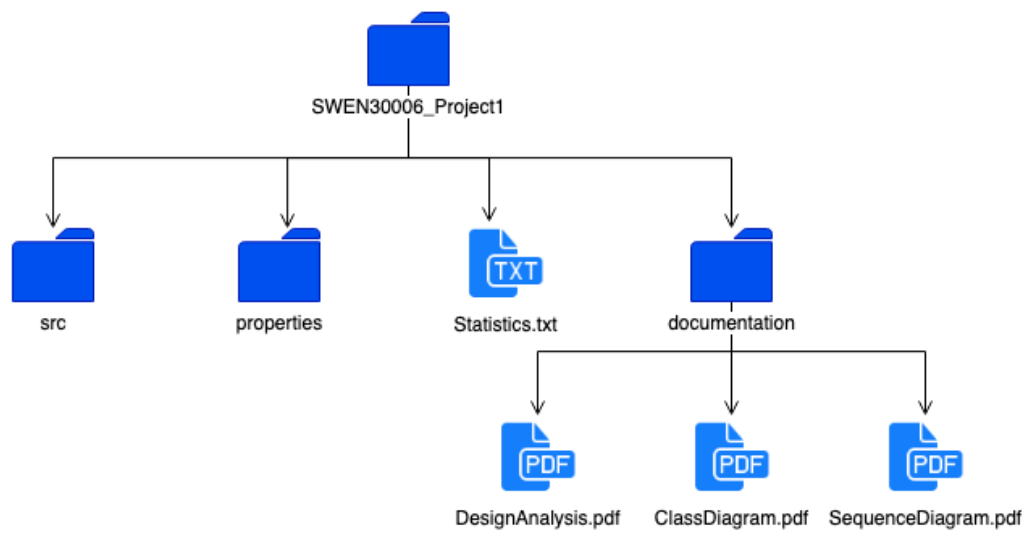 SWEN30006_Project1
TXT
src
properties
Statistics.txt
documentation
PDF
PDF
PDF
DesignAnalysis.pdf
ClassDiagram.pdf
SequenceDiagram.pdf